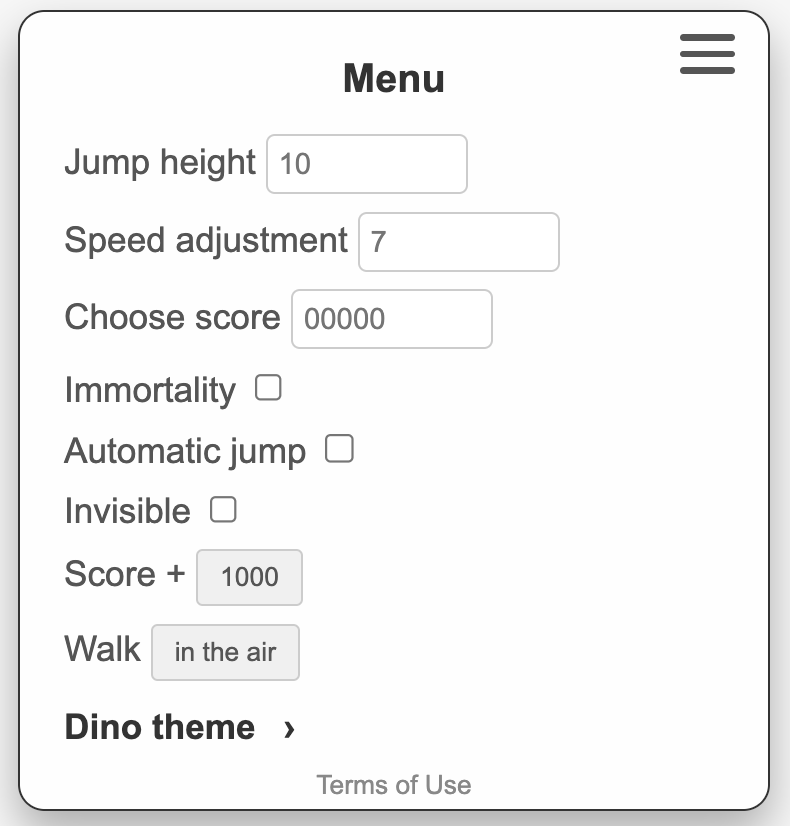 Menu
Jump height 10
Speed adjustment 7
Choose score 00000
Immortality
Automatic jump
Invisible
Score + 1000
Walk in the air
Dino theme ›
Terms of Use